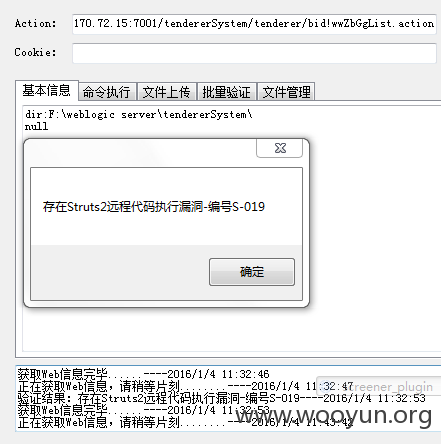 Action: 170.72.15:7001/tendererSystem/tenderer/bid!wwZbGgList.action
Cookie:
基本信息 命令执行 文件上传 批量验证 文件管理
dir:F:\weblogic server\tendererSystem\
null
存在Struts2远程代码执行漏洞-编号S-019
确定
获取Web信息完毕......----2016/1/4 11:32:46
正在获取Web信息，请稍等片刻........----2016/1/4 11:32:47
验证结果：存在Struts2远程代码执行漏洞-编号S-019----2016/1/4 11:32:53
获取Web信息完毕......----2016/1/4 11:32:53
正在获取Web信息，请稍等片刻........----2016/1/4 11:43:42
screener_plugin
www.wooyun.org